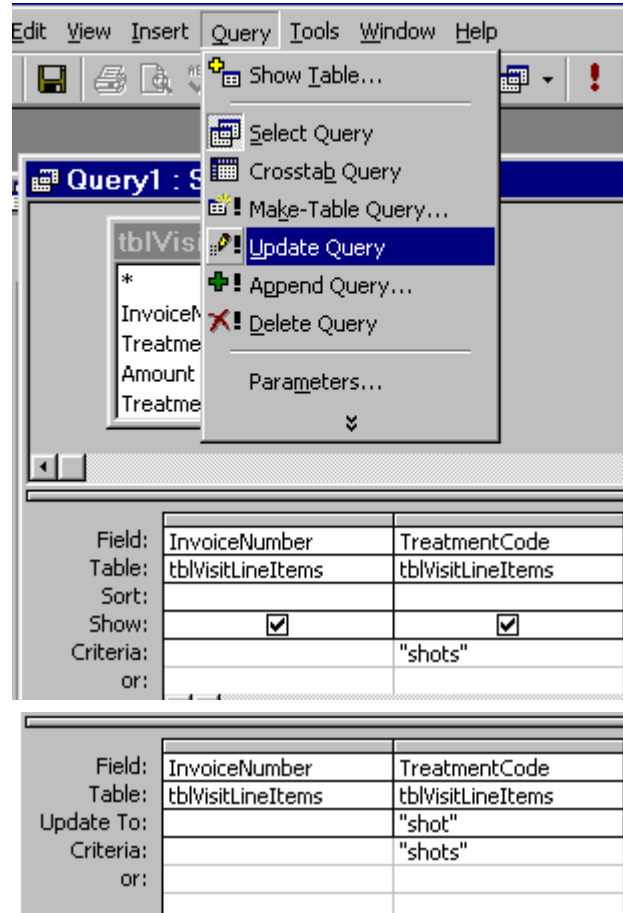 Edit View Insert Query Tools Window Help
Show Table...
Query1 : S
Select Query
Crosstab Query
Make-Table Query...
tblVisi
Update Query
*
Append Query...
InvoiceN
Delete Query
Treatme
Amount
Parameters...
Treatme
Field: InvoiceNumber TreatmentCode
Table: tblVisitLineItems tblVisitLineItems
Sort:
Show:
Criteria: "shots"
or:
Field: InvoiceNumber TreatmentCode
Table: tblVisitLineItems tblVisitLineItems
Update To: "shot"
Criteria: "shots"
or: